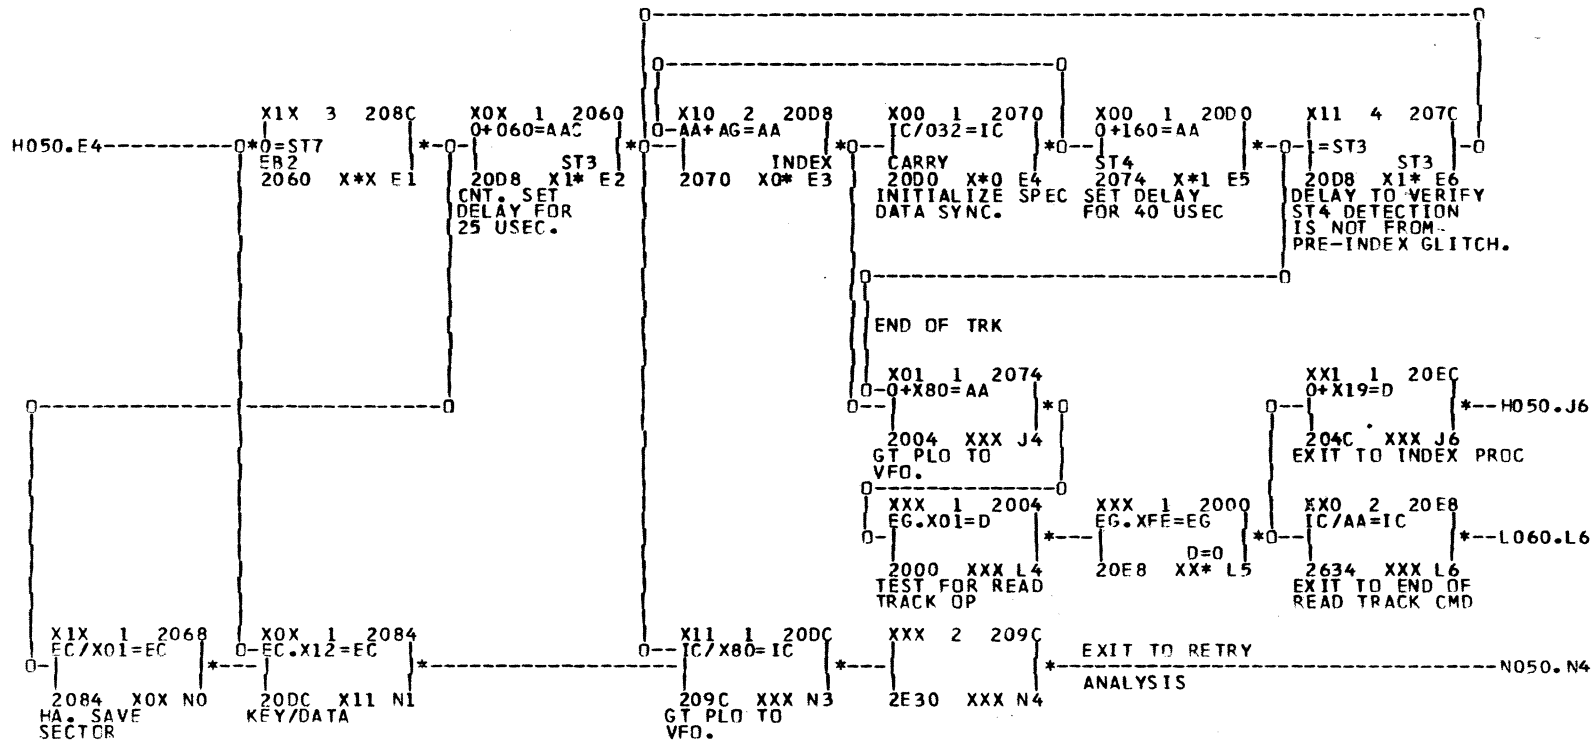 X1X 3 208C
X0X 1 2060
X10 2 20D8
X00 1 2070
X00 1 20D0
X11 4 207C
0+060=AAC
AA+AG=AA
IC/032=IC
0+160=AA
H050.E4
0=ST7
1=ST3
EB2
ST3
INDEX
CARRY
ST4
ST3
2060 X*X E1
20D8 X1* E2
2070 X0* E3
20D0 X*0 E4
2074 X*1 E5
20D8 X1* E6
CNT. SET
DELAY FOR
25 USEC.
INITIALIZE SPEC
DATA SYNC.
SET DELAY
FOR 40 USEC
DELAY TO VERIFY
ST4 DETECTION
IS NOT FROM
PRE-INDEX GLITCH.
END OF TRK
X01 1 2074
XX1 1 20EC
0+X80=AA
0+X19=D
H050.J6
2004 XXX J4
204C XXX J6
GT PLO TO
VFO.
EXIT TO INDEX PROC
XXX 1 2004
XXX 1 2000
XX0 2 20E8
EG.X01=D
EG.XFE=EG
IC/AA=IC
L060.L6
D=0
2000 XXX L4
20E8 XX* L5
2634 XXX L6
TEST FOR READ
TRACK OP
EXIT TO END OF
READ TRACK CMD
X1X 1 2068
X0X 1 2084
X11 1 20DC
XXX 2 209C
EC/X01=EC
EC.X12=EC
IC/X80=IC
EXIT TO RETRY
ANALYSIS
N050.N4
2084 X0X N0
20DC X11 N1
209C XXX N3
2E30 XXX N4
HA. SAVE
SECTOR
KEY/DATA
GT PLO TO
VFO.